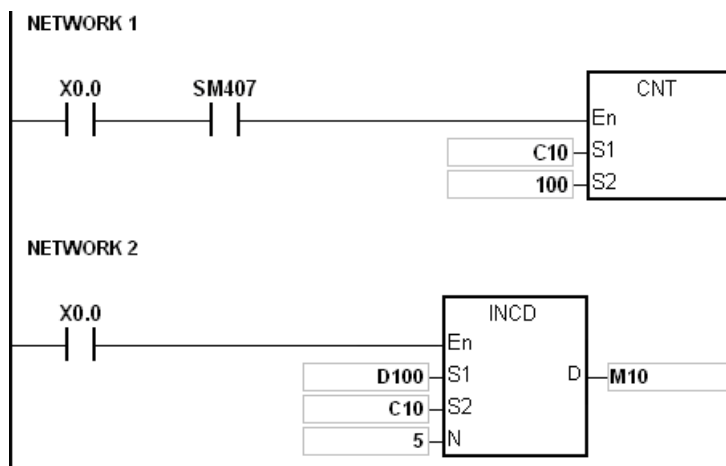 NETWORK 1
X0.0 SM407 CNT
En
C10 S1
100 S2
NETWORK 2
X0.0 INCD
En
D100 S1 D M10
C10 S2
5 N